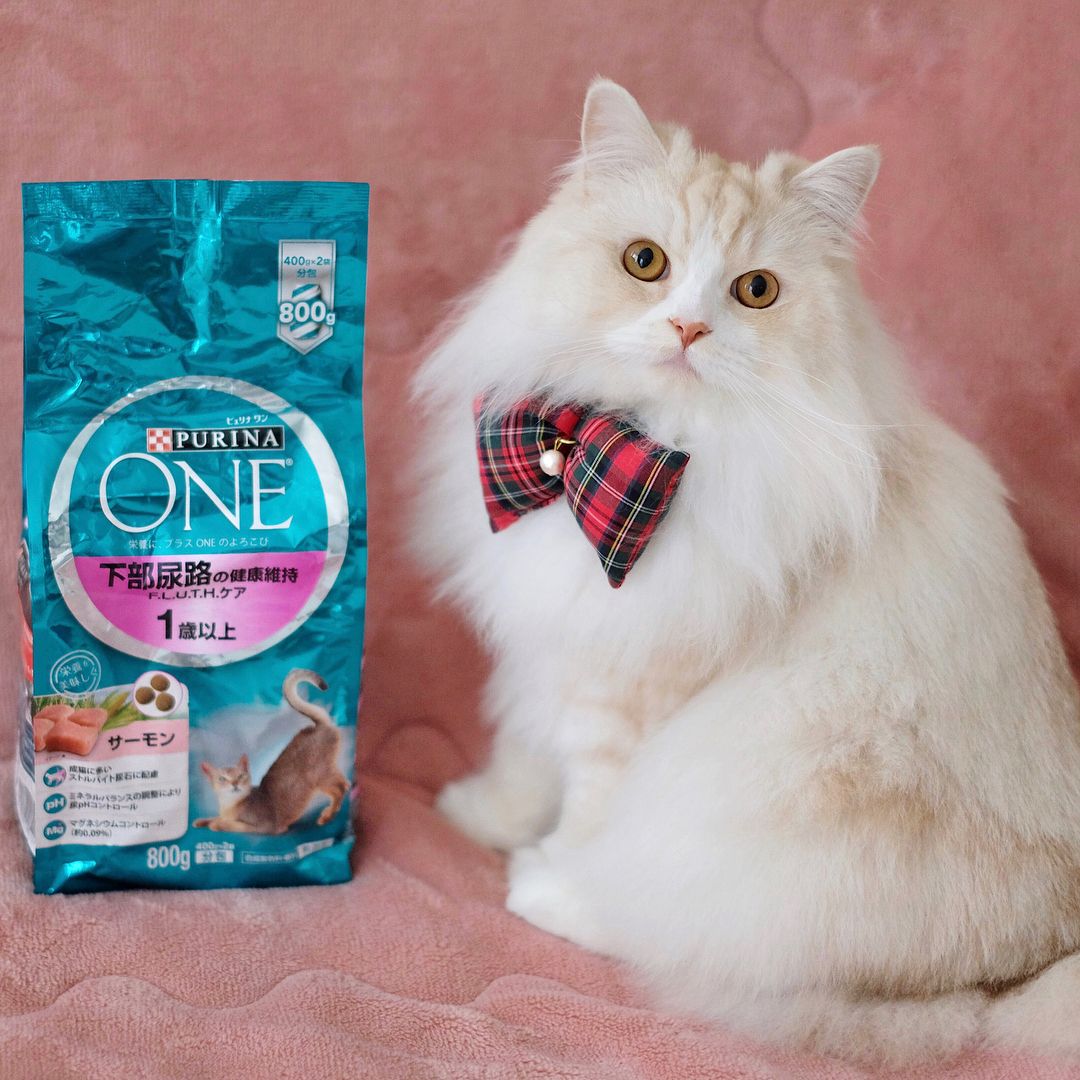 400g×2袋
分包
800g
ピュリナ ワン
PURINA
ONE®
栄養に、プラス ONE のよろこび
下部尿路の健康維持
F.L.U.T.H.ケア
1歳以上
サーモン
成猫に多い
ストルバイト尿石に配慮
pH
ミネラルバランスの調整により
尿pHコントロール
Mg
マグネシウムコントロール
(約0.09%)
800g
400g×2袋
分包